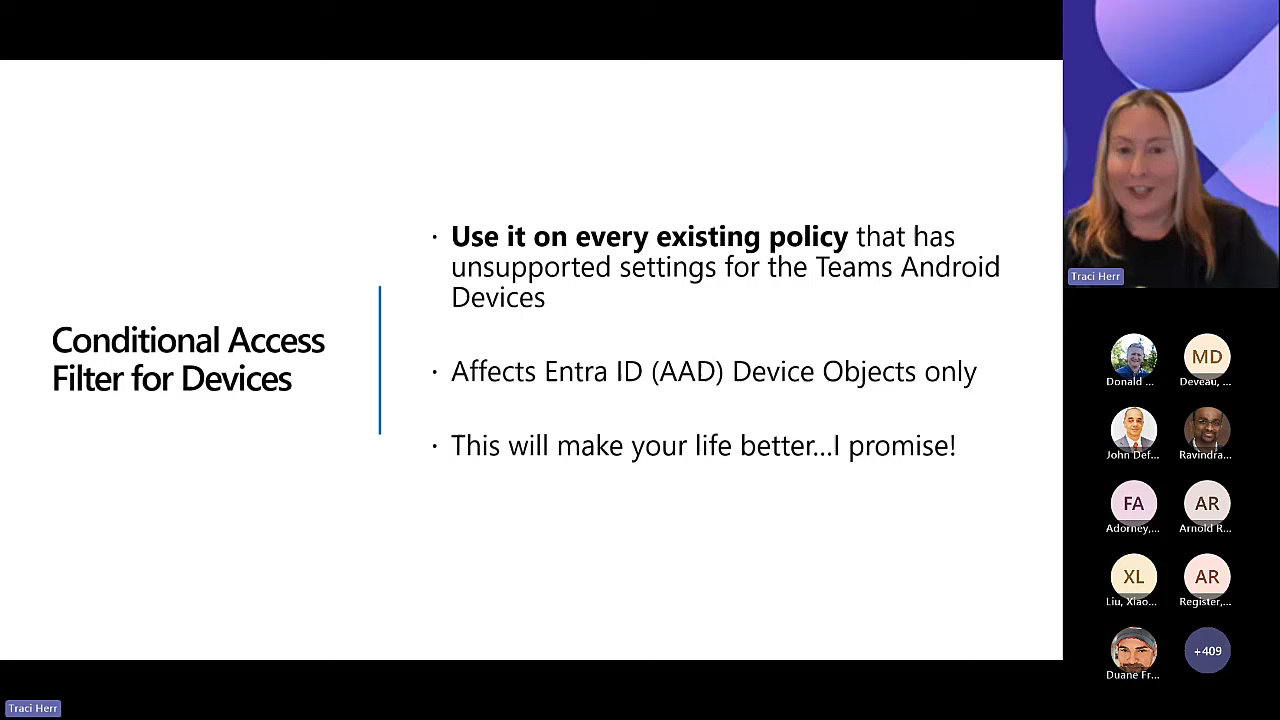 Conditional Access
Filter for Devices
· Use it on every existing policy that has
unsupported settings for the Teams Android
Devices
· Affects Entra ID (AAD) Device Objects only
· This will make your life better...I promise!
Traci Herr
Donald ...
MD
Deveau, ...
John Def...
Ravindra...
FA
Adorney,...
AR
Arnold R...
XL
Liu, Xiao...
AR
Register,...
Duane Fr...
+409
Traci Herr